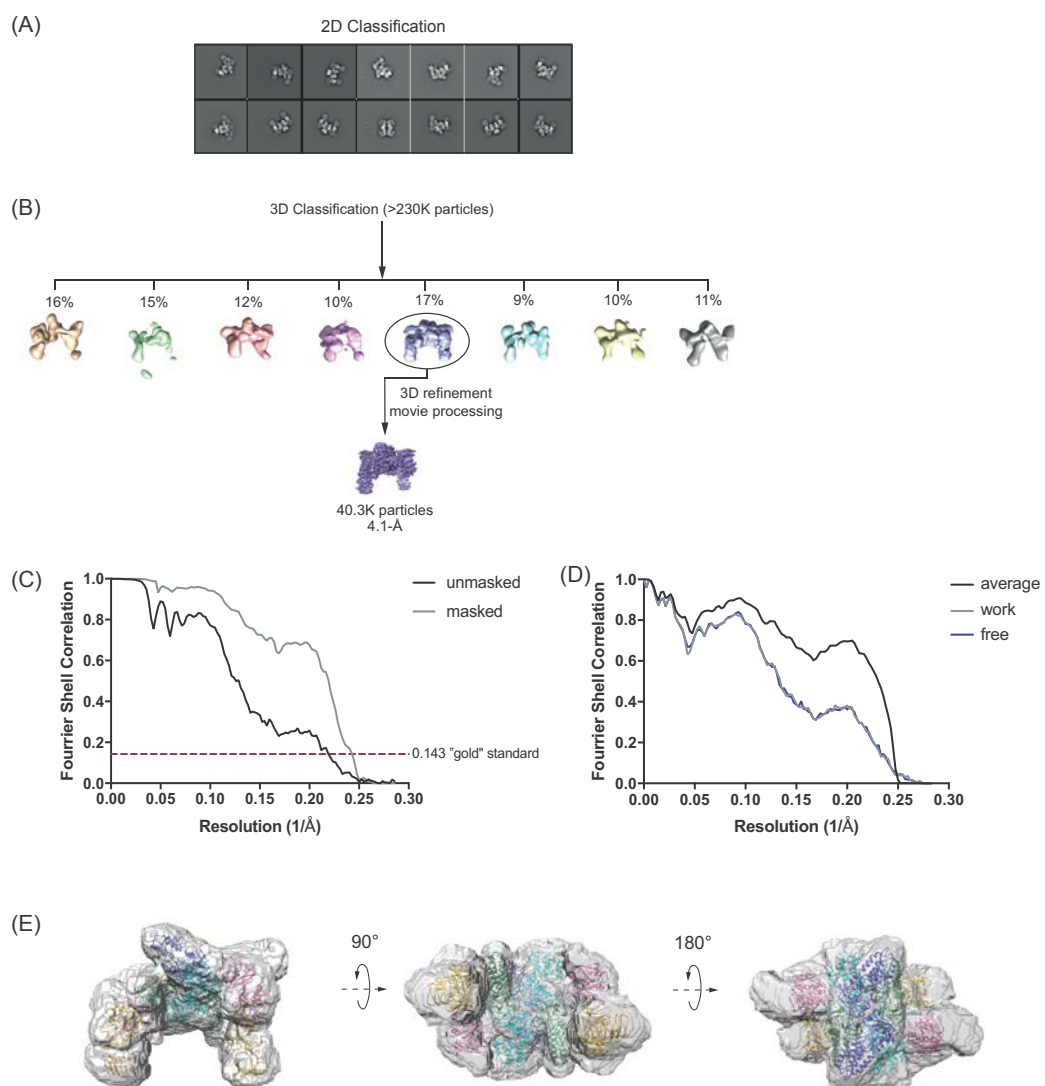 (A)
2D Classification
(B)
3D Classification (>230K particles)
16% 15% 12% 10% 17% 9% 10% 11%
3D refinement
movie processing
40.3K particles
4.1-Å
(C)
Fourrier Shell Correlation
1.0
0.8
0.6
0.4
0.2
0.0
0.00 0.05 0.10 0.15 0.20 0.25 0.30
Resolution (1/Å)
unmasked
masked
0.143 "gold" standard
(D)
Fourrier Shell Correlation
1.0
0.8
0.6
0.4
0.2
0.0
0.00 0.05 0.10 0.15 0.20 0.25 0.30
Resolution (1/Å)
average
work
free
(E)
90°
180°